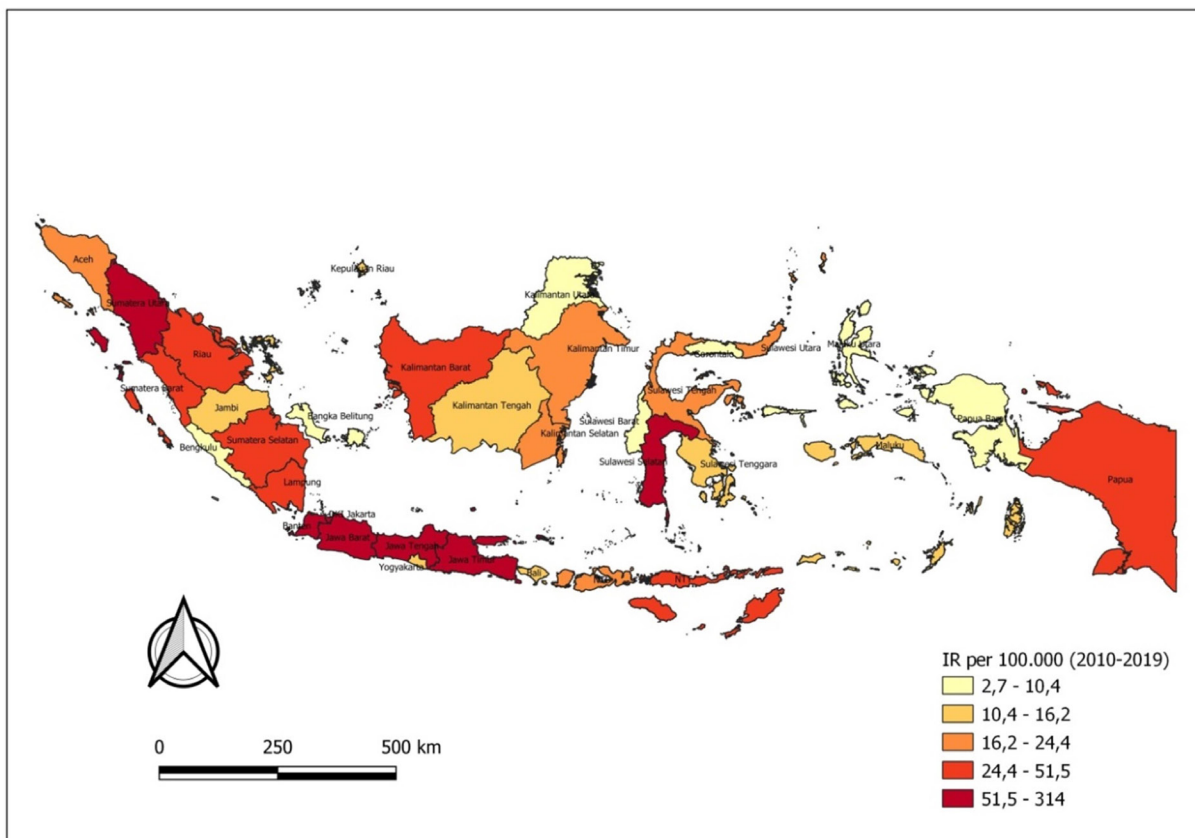 Aceh
Kepulauan Riau
Kalimantan Utara
Sumatera Utara
Maluku Utara
Sulawesi Utara
Kalimantan Timur
Riau
Gorontalo
Kalimantan Barat
Sumatera Barat
Sulawesi Tengah
Kalimantan Tengah
Jambi
Bangka Belitung
Papua Barat
Sulawesi Barat
Kalimantan Selatan
Sumatera Selatan
Bengkulu
Maluku
Sulawesi Selatan
Sulawesi Tenggara
Lampung
Papua
DKI Jakarta
Banten
Jawa Barat
Jawa Tengah
Jawa Timur
Yogyakarta
Bali
IR per 100.000 (2010-2019)
2,7 - 10,4
10,4 - 16,2
16,2 - 24,4
24,4 - 51,5
51,5 - 314
0 250 500 km